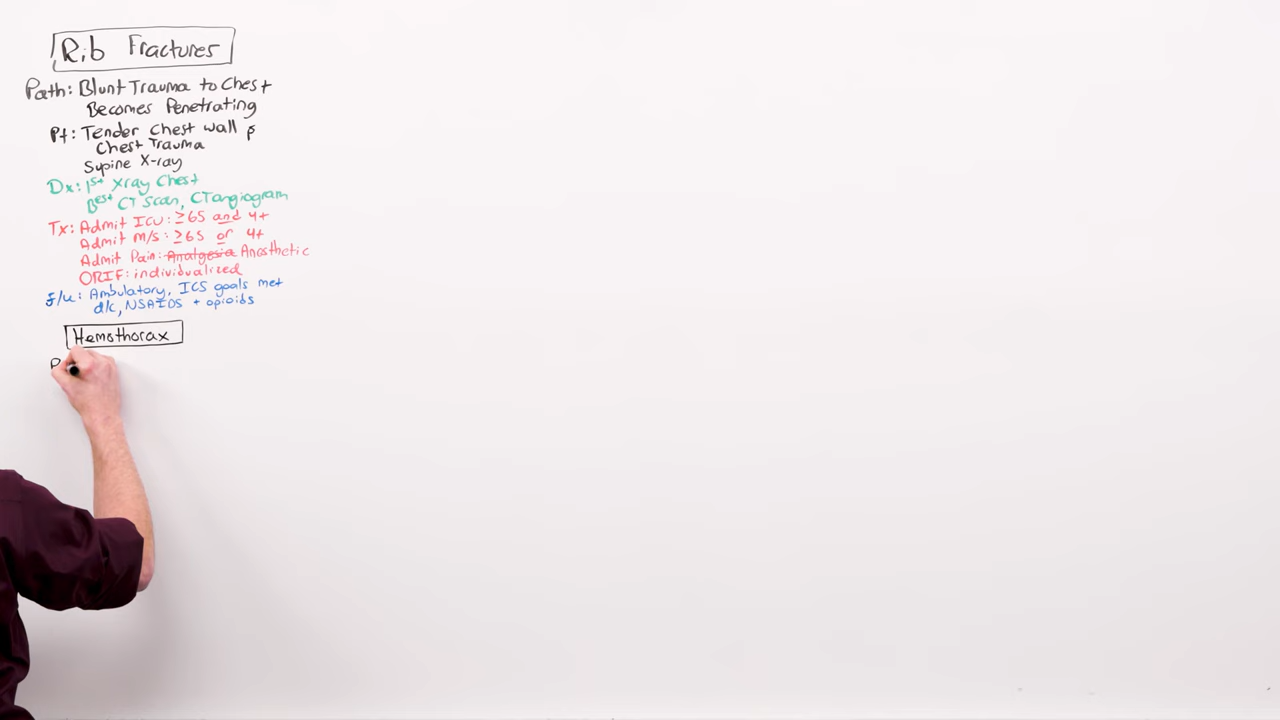 Rib Fractures
Path: Blunt Trauma to Chest
Becomes Penetrating
Pt: Tender Chest wall p̄
Chest Trauma
Supine X-ray
Dx: 1st Xray Chest
Best CT Scan, CTangiogram
Tx: Admit ICU: ≥65 and 4+
Admit m/s: ≥65 or 4+
Admit Pain: Analgesia Anesthetic
ORIF: individualized
f/u: Ambulatory, ICS goals met
d/c, NSAIDS + opioids
Hemothorax
P